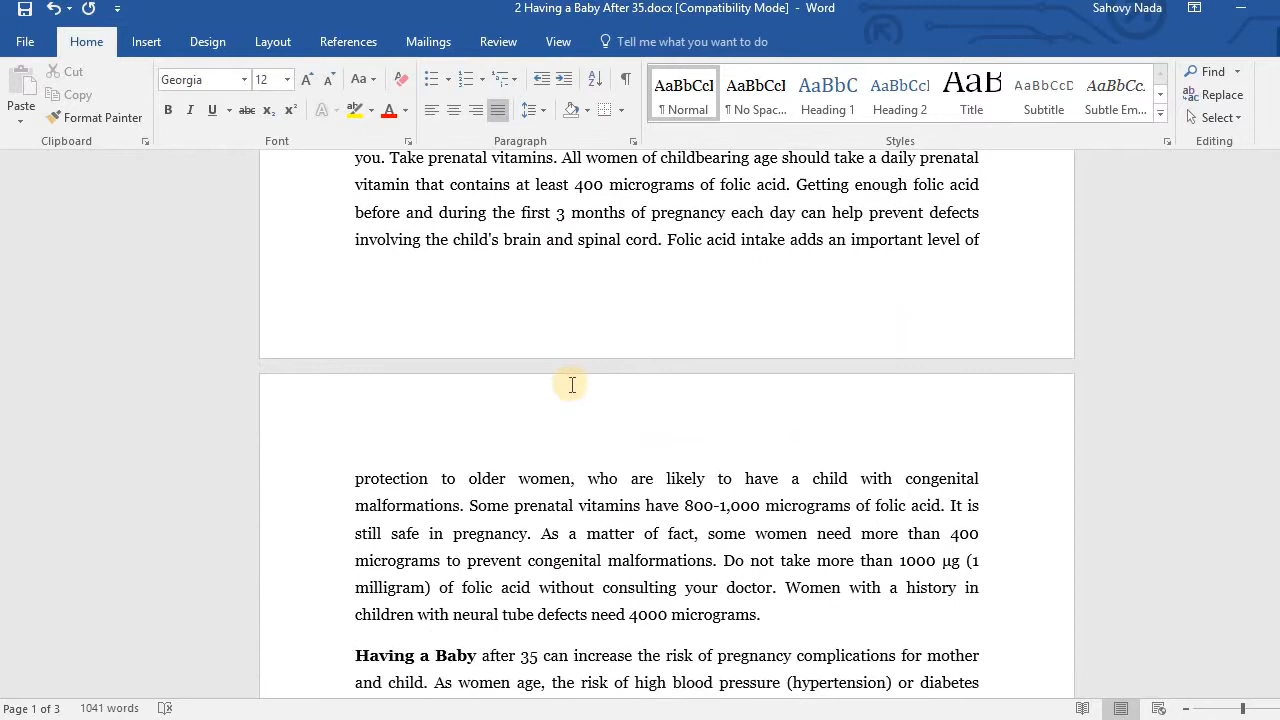 2 Having a Baby After 35.docx [Compatibility Mode] - Word
Sahovy Nada
File Home Insert Design Layout References Mailings Review View Tell me what you want to do
Paste
Cut
Copy
Format Painter
Clipboard
Georgia 12
Aa
B I U abc X₂ X²
A A
Font
Paragraph
AaBbCcI AaBbCcI AaBbC AaBbCcI AaB AaBbCcD AaBbCc.
¶ Normal ¶ No Spac... Heading 1 Heading 2 Title Subtitle Subtle Em...
Styles
Find
Replace
Select
Editing
you. Take prenatal vitamins. All women of childbearing age should take a daily prenatal
vitamin that contains at least 400 micrograms of folic acid. Getting enough folic acid
before and during the first 3 months of pregnancy each day can help prevent defects
involving the child's brain and spinal cord. Folic acid intake adds an important level of
protection to older women, who are likely to have a child with congenital
malformations. Some prenatal vitamins have 800-1,000 micrograms of folic acid. It is
still safe in pregnancy. As a matter of fact, some women need more than 400
micrograms to prevent congenital malformations. Do not take more than 1000 µg (1
milligram) of folic acid without consulting your doctor. Women with a history in
children with neural tube defects need 4000 micrograms.
Having a Baby after 35 can increase the risk of pregnancy complications for mother
and child. As women age, the risk of high blood pressure (hypertension) or diabetes
Page 1 of 3 1041 words